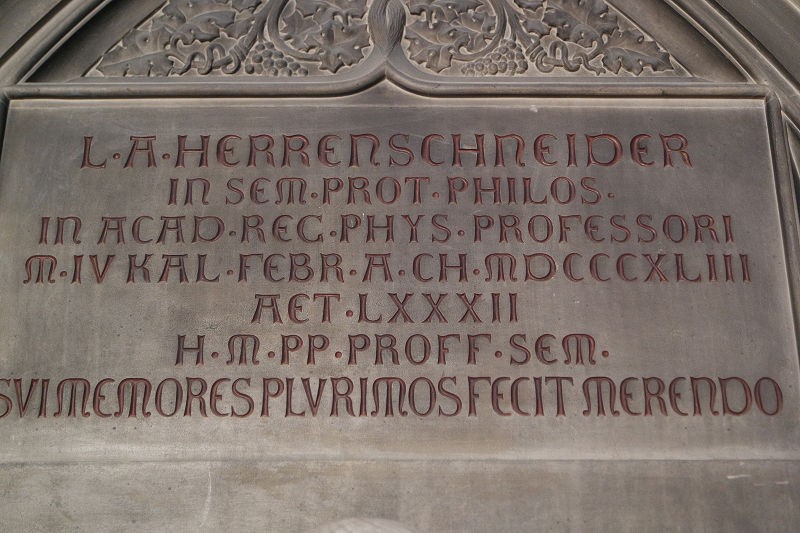 L·A·HERRENSCHNEIDER
IN SEM·PROT·PHILOS·
IN ACAD·REG·PHYS·PROFESSORI
M·IV KAL·FEBR·A·CH·MDCCCXLIII
AET·LXXXII
H·M·PP·PROFF·SEM·
SVI MEMORES PLVRIMOS FECIT MERENDO